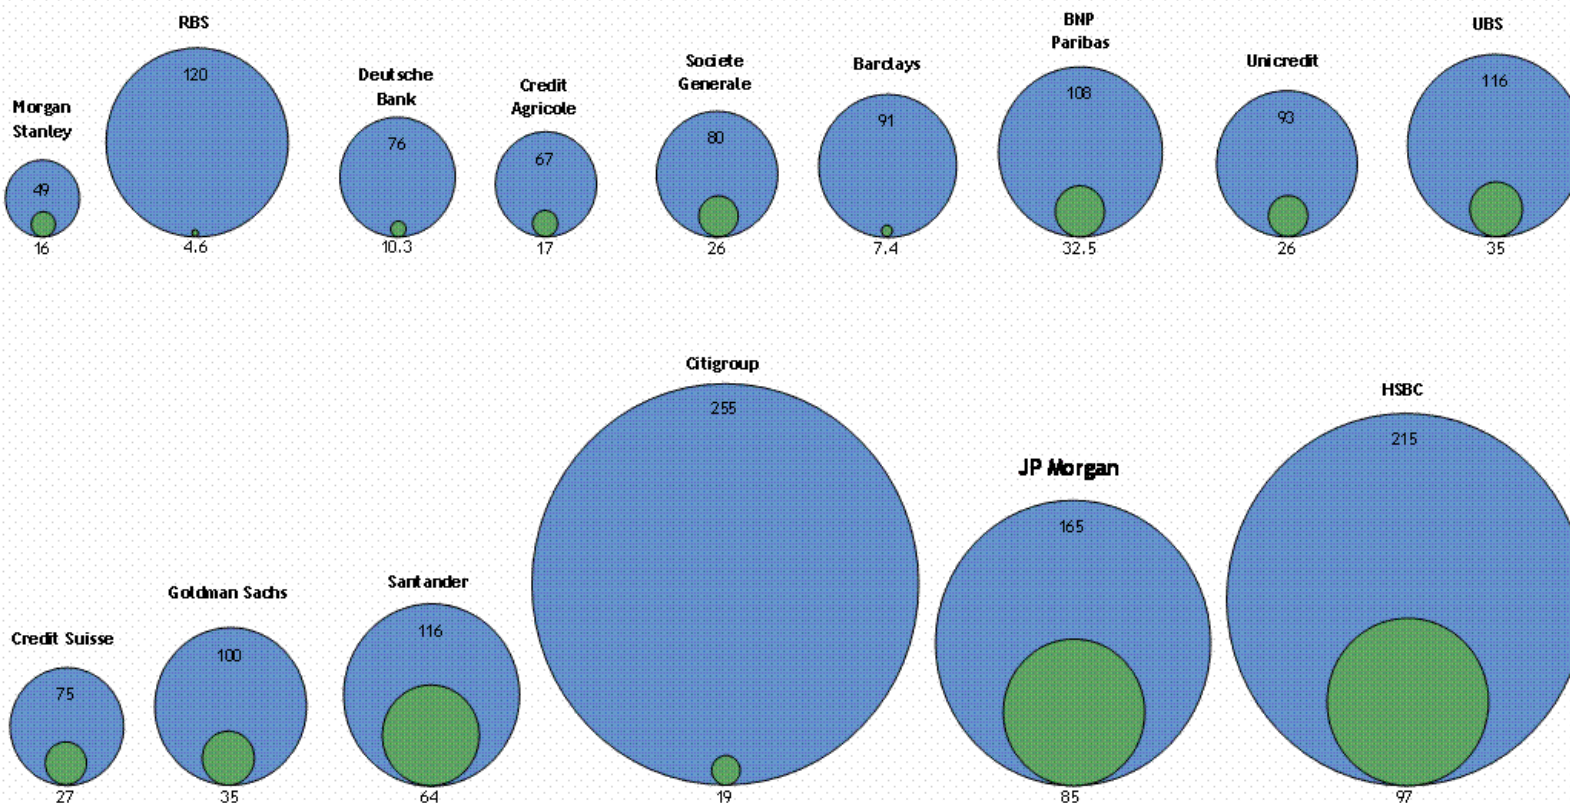 RBS
120
4.6
Morgan
Stanley
49
16
Deutsche
Bank
76
10.3
Credit
Agricole
67
17
Societe
Generale
80
26
Barclays
91
7.4
BNP
Paribas
108
32.5
Unicredit
93
26
UBS
116
35
Credit Suisse
75
27
Goldman Sachs
100
35
Santander
116
64
Citigroup
255
19
JP Morgan
165
85
HSBC
215
97